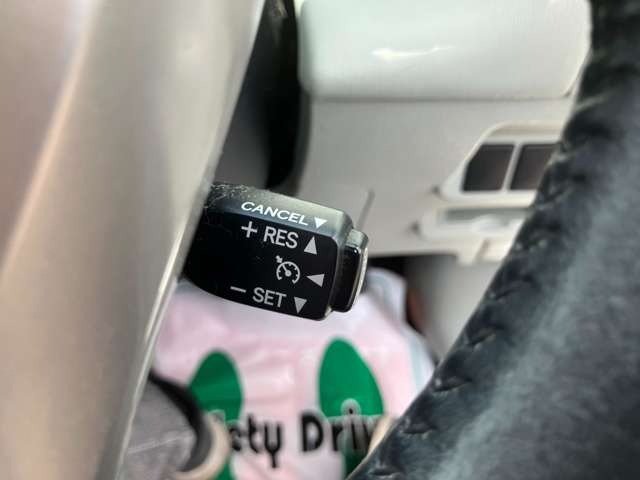 CANCEL ▼
+ RES ▲
− SET ▼